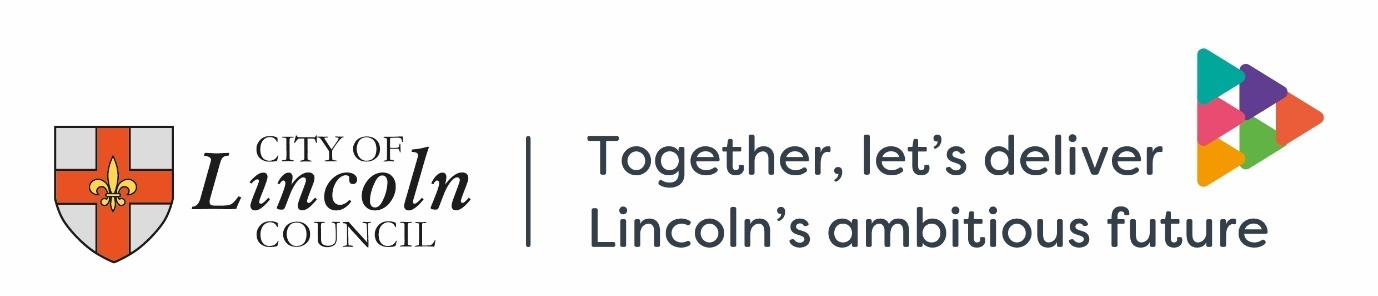 CITY OF
Lincoln
COUNCIL
Together, let's deliver
Lincoln's ambitious future